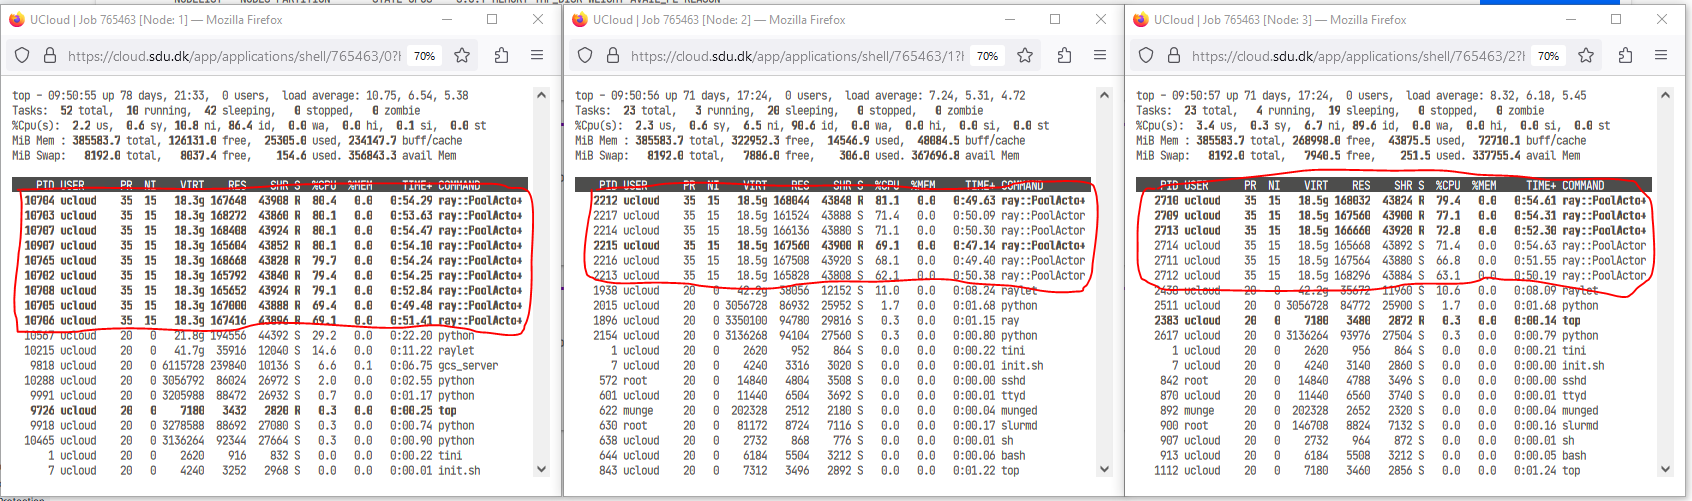 UCloud | Job 765463 [Node: 1] — Mozilla Firefox
https://cloud.sdu.dk/app/applications/shell/765463/0?h 70%
top - 09:50:55 up 78 days, 21:33, 0 users, load average: 10.75, 6.54, 5.38
Tasks: 52 total, 10 running, 42 sleeping, 0 stopped, 0 zombie
%Cpu(s): 2.2 us, 0.6 sy, 10.8 ni, 86.4 id, 0.0 wa, 0.0 hi, 0.1 si, 0.0 st
MiB Mem : 385583.7 total, 126131.0 free, 25305.0 used, 234147.7 buff/cache
MiB Swap: 8192.0 total, 8037.4 free, 154.6 used. 356843.3 avail Mem
PID USER PR NI VIRT RES SHR S %CPU %MEM TIME+ COMMAND
10704 ucloud 35 15 18.3g 167648 43908 R 80.4 0.0 0:54.29 ray::PoolActo+
10703 ucloud 35 15 18.3g 168272 43860 R 80.1 0.0 0:53.63 ray::PoolActo+
10707 ucloud 35 15 18.3g 168408 43924 R 80.1 0.0 0:54.47 ray::PoolActo+
10907 ucloud 35 15 18.3g 165604 43852 R 80.1 0.0 0:54.10 ray::PoolActo+
10765 ucloud 35 15 18.3g 168668 43828 R 79.7 0.0 0:54.24 ray::PoolActo+
10702 ucloud 35 15 18.3g 165792 43840 R 79.4 0.0 0:54.25 ray::PoolActo+
10708 ucloud 35 15 18.3g 165652 43924 R 79.1 0.0 0:52.84 ray::PoolActo+
10705 ucloud 35 15 18.3g 167000 43888 R 69.4 0.0 0:49.48 ray::PoolActo+
10706 ucloud 35 15 18.3g 167416 43896 R 69.1 0.0 0:51.41 ray::PoolActo+
10567 ucloud 20 0 21.8g 194556 44392 S 29.2 0.0 0:22.20 python
10215 ucloud 20 0 41.7g 35916 12040 S 14.6 0.0 0:11.22 raylet
9818 ucloud 20 0 6115728 239840 10136 S 6.6 0.1 0:06.75 gcs_server
10288 ucloud 20 0 3056792 86024 26972 S 2.0 0.0 0:02.55 python
9991 ucloud 20 0 3205988 88472 26932 S 0.7 0.0 0:01.17 python
9726 ucloud 20 0 7180 3432 2820 R 0.3 0.0 0:00.25 top
9918 ucloud 20 0 3278588 88692 27080 S 0.3 0.0 0:00.74 python
10465 ucloud 20 0 3136264 92344 27664 S 0.3 0.0 0:00.90 python
1 ucloud 20 0 2620 916 832 S 0.0 0.0 0:00.22 tini
7 ucloud 20 0 4240 3252 2968 S 0.0 0.0 0:00.01 init.sh
UCloud | Job 765463 [Node: 2] — Mozilla Firefox
https://cloud.sdu.dk/app/applications/shell/765463/1?h 70%
top - 09:50:56 up 71 days, 17:24, 0 users, load average: 7.24, 5.31, 4.72
Tasks: 23 total, 3 running, 20 sleeping, 0 stopped, 0 zombie
%Cpu(s): 2.3 us, 0.6 sy, 6.5 ni, 90.6 id, 0.0 wa, 0.0 hi, 0.0 si, 0.0 st
MiB Mem : 385583.7 total, 322952.3 free, 14546.9 used, 48084.5 buff/cache
MiB Swap: 8192.0 total, 7886.0 free, 306.0 used. 367696.8 avail Mem
PID USER PR NI VIRT RES SHR S %CPU %MEM TIME+ COMMAND
2212 ucloud 35 15 18.5g 168044 43848 R 81.1 0.0 0:49.63 ray::PoolActo+
2217 ucloud 35 15 18.5g 161524 43888 S 71.4 0.0 0:50.09 ray::PoolActor
2214 ucloud 35 15 18.5g 166136 43880 S 71.1 0.0 0:50.30 ray::PoolActor
2215 ucloud 35 15 18.5g 167560 43900 R 69.1 0.0 0:47.14 ray::PoolActo+
2216 ucloud 35 15 18.5g 167508 43920 S 68.1 0.0 0:49.40 ray::PoolActor
2213 ucloud 35 15 18.5g 165828 43808 S 62.1 0.0 0:50.38 ray::PoolActor
1938 ucloud 20 0 42.2g 38056 12152 S 11.0 0.0 0:08.24 raylet
2015 ucloud 20 0 3056728 86932 25952 S 1.7 0.0 0:01.68 python
1896 ucloud 20 0 3350100 94780 29816 S 0.3 0.0 0:01.15 ray
2154 ucloud 20 0 3136268 94104 27560 S 0.3 0.0 0:00.80 python
1 ucloud 20 0 2620 952 864 S 0.0 0.0 0:00.22 tini
7 ucloud 20 0 4240 3316 3020 S 0.0 0.0 0:00.01 init.sh
572 root 20 0 14840 4804 3508 S 0.0 0.0 0:00.00 sshd
601 ucloud 20 0 11440 6504 3692 S 0.0 0.0 0:00.01 ttyd
622 munge 20 0 202328 2512 2180 S 0.0 0.0 0:00.04 munged
630 root 20 0 81172 8724 7116 S 0.0 0.0 0:00.17 slurmd
638 ucloud 20 0 2732 868 776 S 0.0 0.0 0:00.01 sh
644 ucloud 20 0 6184 5504 3212 S 0.0 0.0 0:00.06 bash
843 ucloud 20 0 7312 3496 2892 S 0.0 0.0 0:01.22 top
UCloud | Job 765463 [Node: 3] — Mozilla Firefox
https://cloud.sdu.dk/app/applications/shell/765463/2?h 70%
top - 09:50:57 up 71 days, 17:24, 0 users, load average: 8.32, 6.18, 5.45
Tasks: 23 total, 4 running, 19 sleeping, 0 stopped, 0 zombie
%Cpu(s): 3.4 us, 0.3 sy, 6.7 ni, 89.6 id, 0.0 wa, 0.0 hi, 0.0 si, 0.0 st
MiB Mem : 385583.7 total, 268998.0 free, 43875.5 used, 72710.1 buff/cache
MiB Swap: 8192.0 total, 7940.5 free, 251.5 used. 337755.4 avail Mem
PID USER PR NI VIRT RES SHR S %CPU %MEM TIME+ COMMAND
2710 ucloud 35 15 18.5g 168032 43824 R 79.4 0.0 0:54.61 ray::PoolActo+
2709 ucloud 35 15 18.5g 167560 43900 R 77.1 0.0 0:54.31 ray::PoolActo+
2713 ucloud 35 15 18.5g 166660 43920 R 72.8 0.0 0:52.30 ray::PoolActo+
2714 ucloud 35 15 18.5g 165668 43892 S 71.4 0.0 0:54.63 ray::PoolActor
2711 ucloud 35 15 18.5g 167564 43880 S 66.8 0.0 0:51.55 ray::PoolActor
2712 ucloud 35 15 18.5g 168296 43884 S 63.1 0.0 0:50.19 ray::PoolActor
2430 ucloud 20 0 42.2g 35672 11960 S 10.6 0.0 0:08.09 raylet
2511 ucloud 20 0 3056728 84772 25900 S 1.7 0.0 0:01.68 python
2383 ucloud 20 0 7180 3480 2872 R 0.3 0.0 0:00.14 top
2617 ucloud 20 0 3136264 93976 27504 S 0.3 0.0 0:00.79 python
1 ucloud 20 0 2620 956 864 S 0.0 0.0 0:00.21 tini
7 ucloud 20 0 4240 3140 2860 S 0.0 0.0 0:00.00 init.sh
842 root 20 0 14840 4788 3496 S 0.0 0.0 0:00.00 sshd
870 ucloud 20 0 11440 6560 3740 S 0.0 0.0 0:00.01 ttyd
892 munge 20 0 202328 2652 2320 S 0.0 0.0 0:00.04 munged
900 root 20 0 146708 8824 7132 S 0.0 0.0 0:00.16 slurmd
907 ucloud 20 0 2732 964 872 S 0.0 0.0 0:00.01 sh
913 ucloud 20 0 6184 5508 3212 S 0.0 0.0 0:00.05 bash
1112 ucloud 20 0 7180 3460 2856 S 0.0 0.0 0:01.24 top